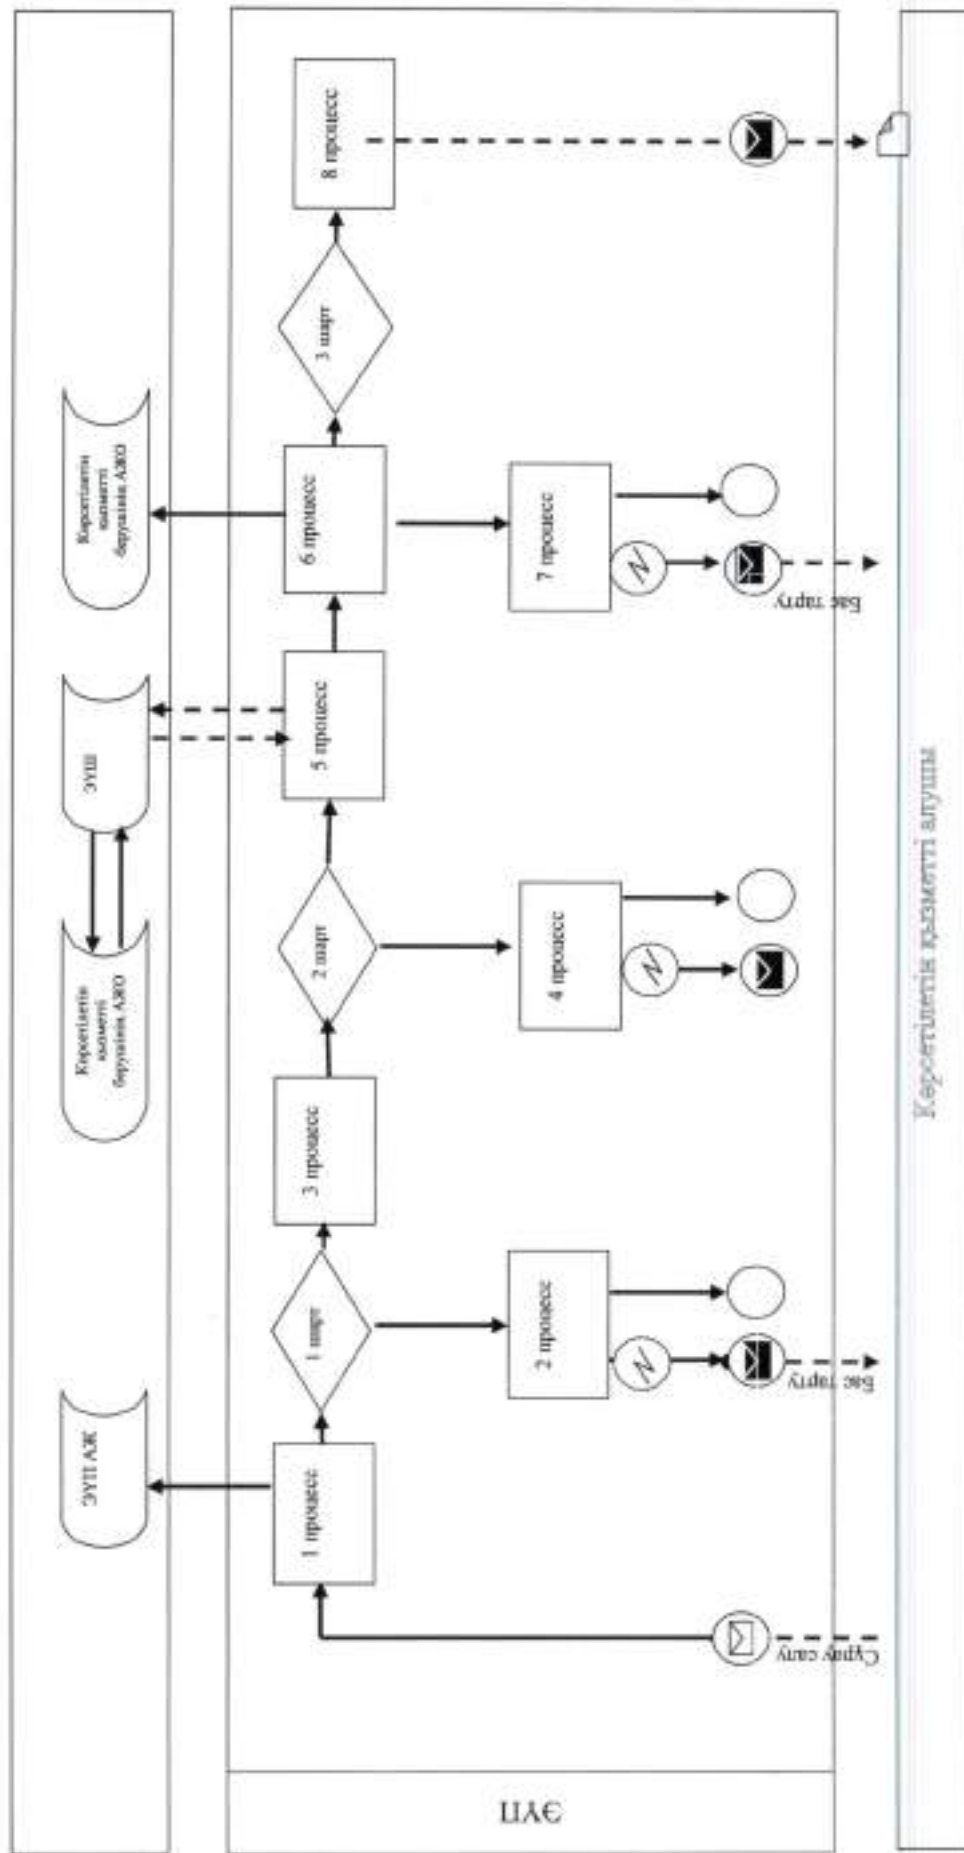 ЭҮП ЖА
Көрсетілетін
қызметті
берушінің АЖО
ЭҮШ
Көрсетілетін
қызметті
берушінің АЖО
ЭҮП
1 процесс
1 шарт
3 процесс
2 шарт
5 процесс
6 процесс
3 шарт
8 процесс
2 процесс
4 процесс
7 процесс
Сұрау салу
Бас тарту
Бас тарту
Көрсетілетін қызметті алушы